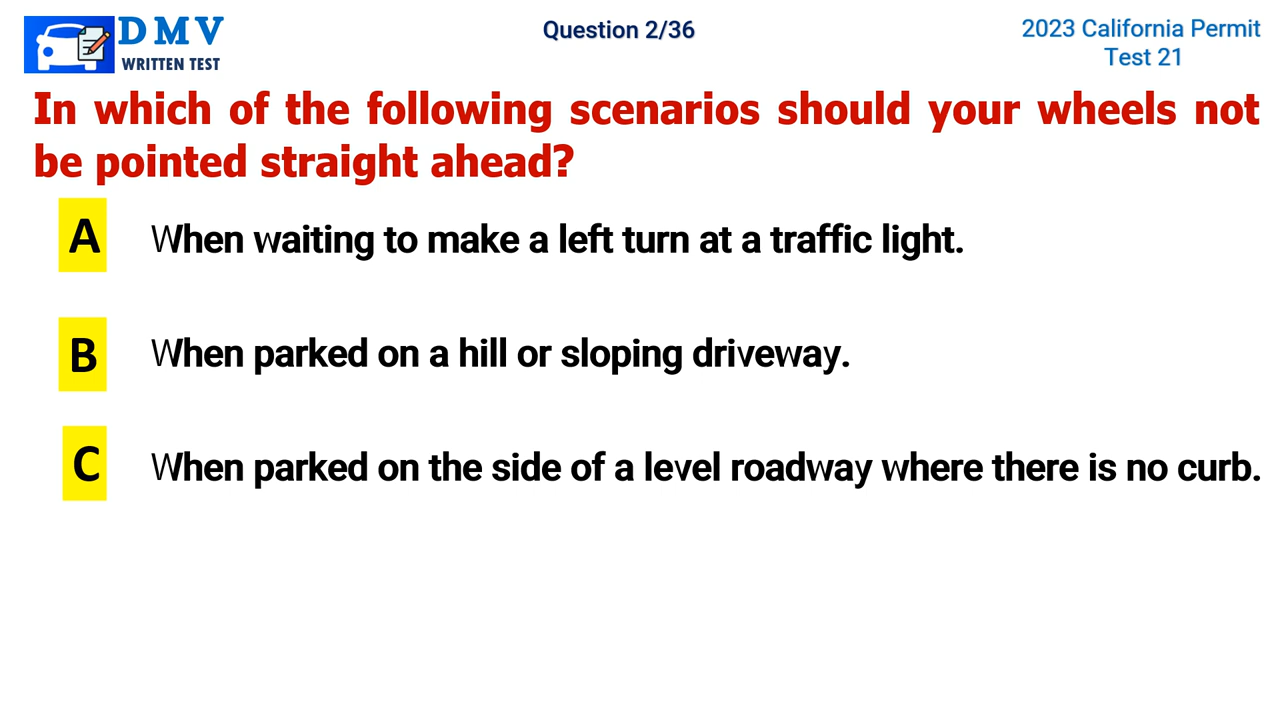 DMV
WRITTEN TEST
Question 2/36
2023 California Permit
Test 21
In which of the following scenarios should your wheels not
be pointed straight ahead?
A When waiting to make a left turn at a traffic light.
B When parked on a hill or sloping driveway.
C When parked on the side of a level roadway where there is no curb.